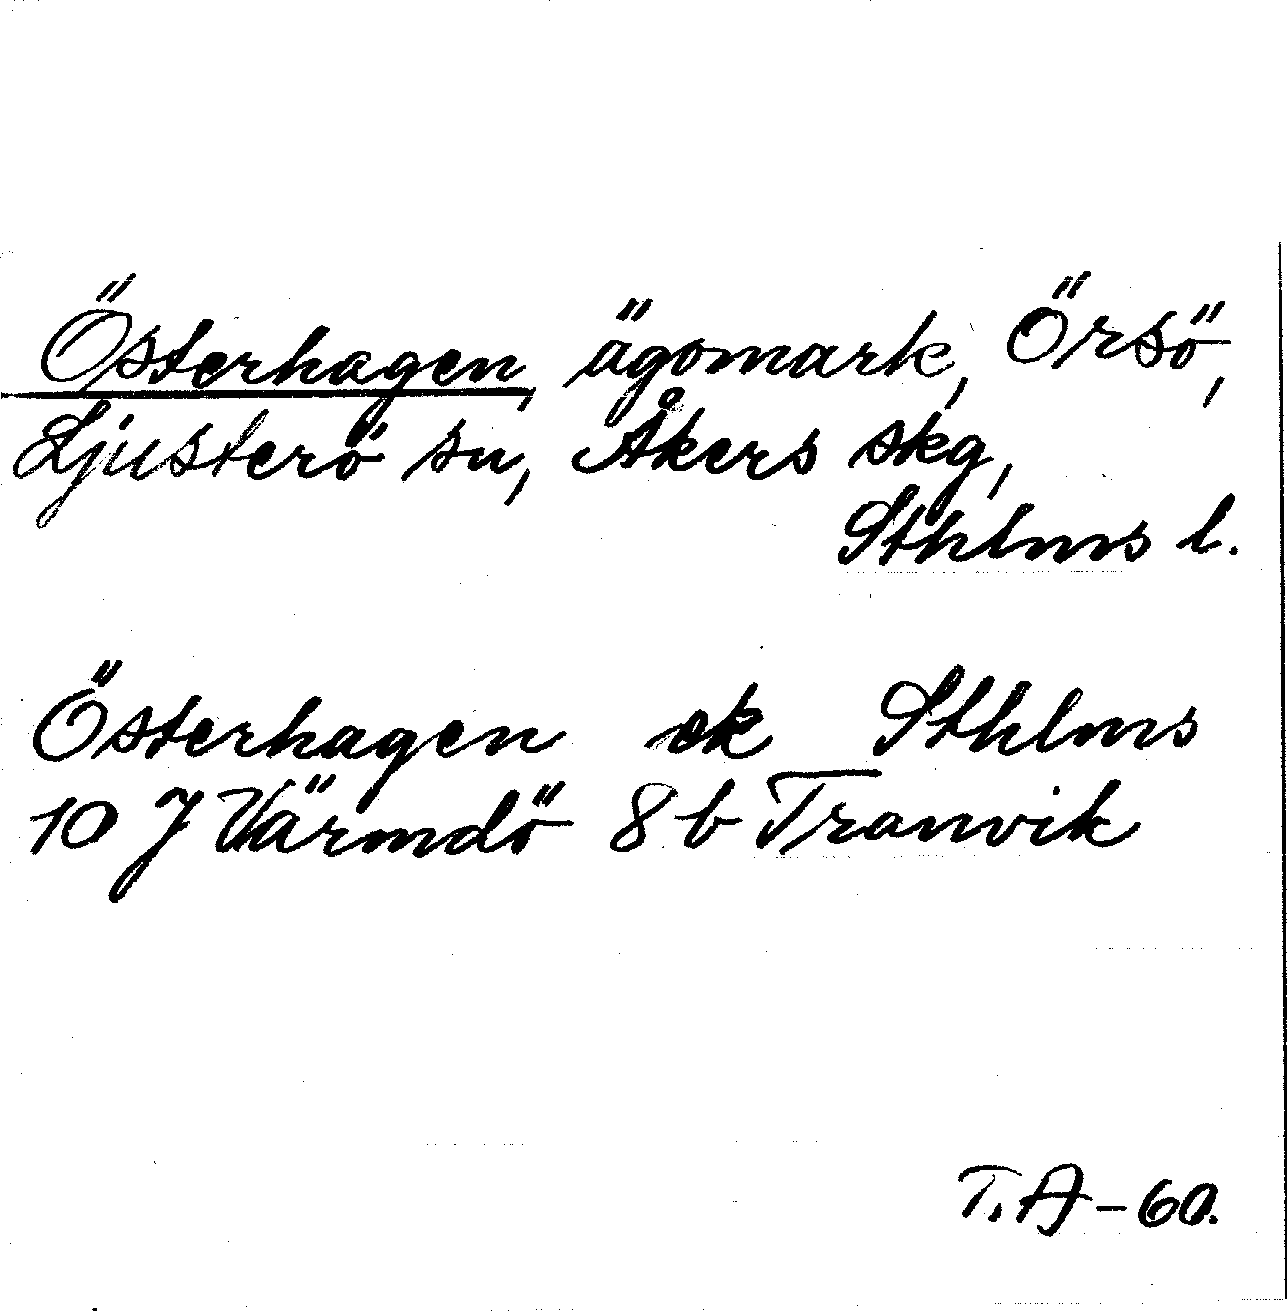 Österhagen, ägomark, Örsö,
Ljusterö sn, Åkers skg,
Sthlms l.
Österhagen ek Sthlms
10 J Värmdö 8 b Tranvik
T. A - 60.